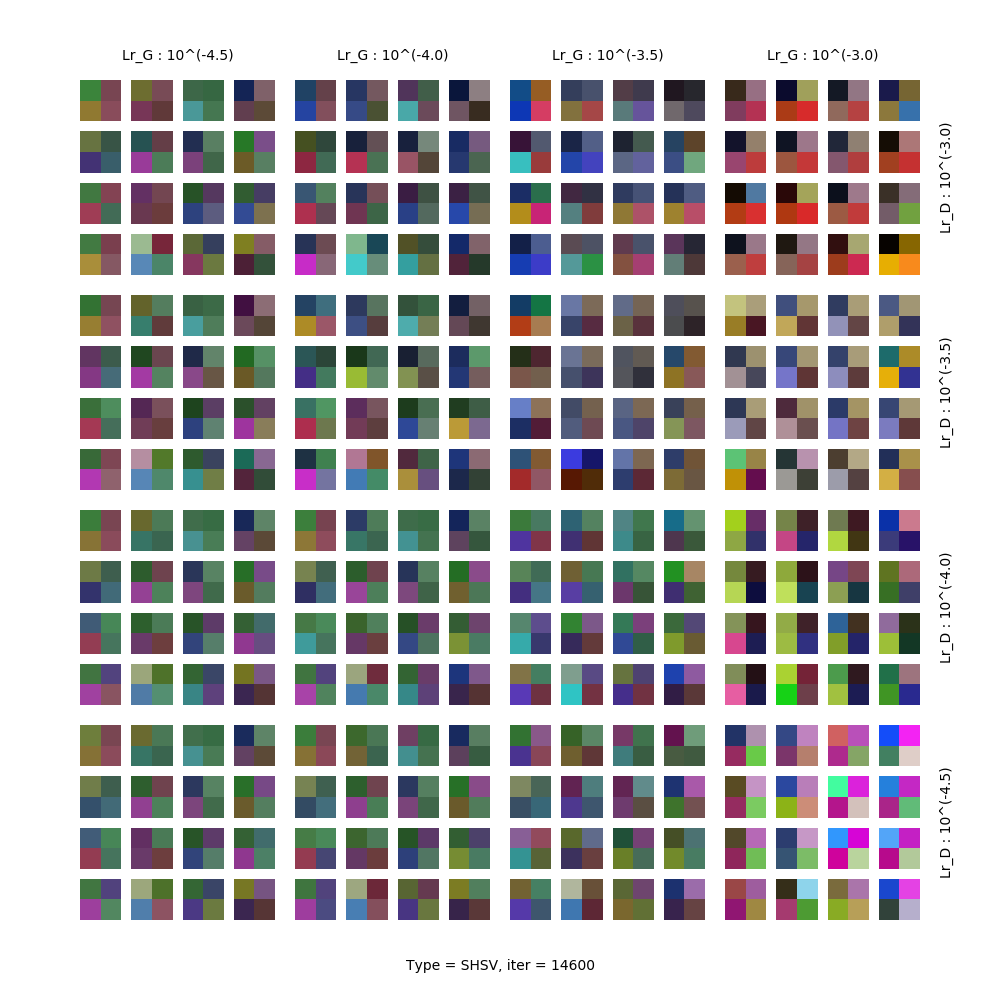 Lr_G : 10^(-4.5)
Lr_G : 10^(-4.0)
Lr_G : 10^(-3.5)
Lr_G : 10^(-3.0)
Lr_D : 10^(-3.0)
Lr_D : 10^(-3.5)
Lr_D : 10^(-4.0)
Lr_D : 10^(-4.5)
Type = SHSV, iter = 14600